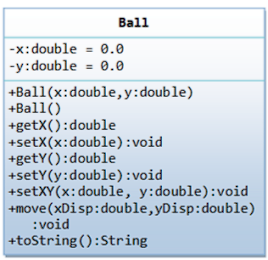 Ball
-x:double = 0.0
-y:double = 0.0
+Ball(x:double,y:double)
+Ball()
+getX():double
+setX(x:double):void
+getY():double
+setY(y:double):void
+setXY(x:double, y:double):void
+move(xDisp:double,yDisp:double)
:void
+toString():String